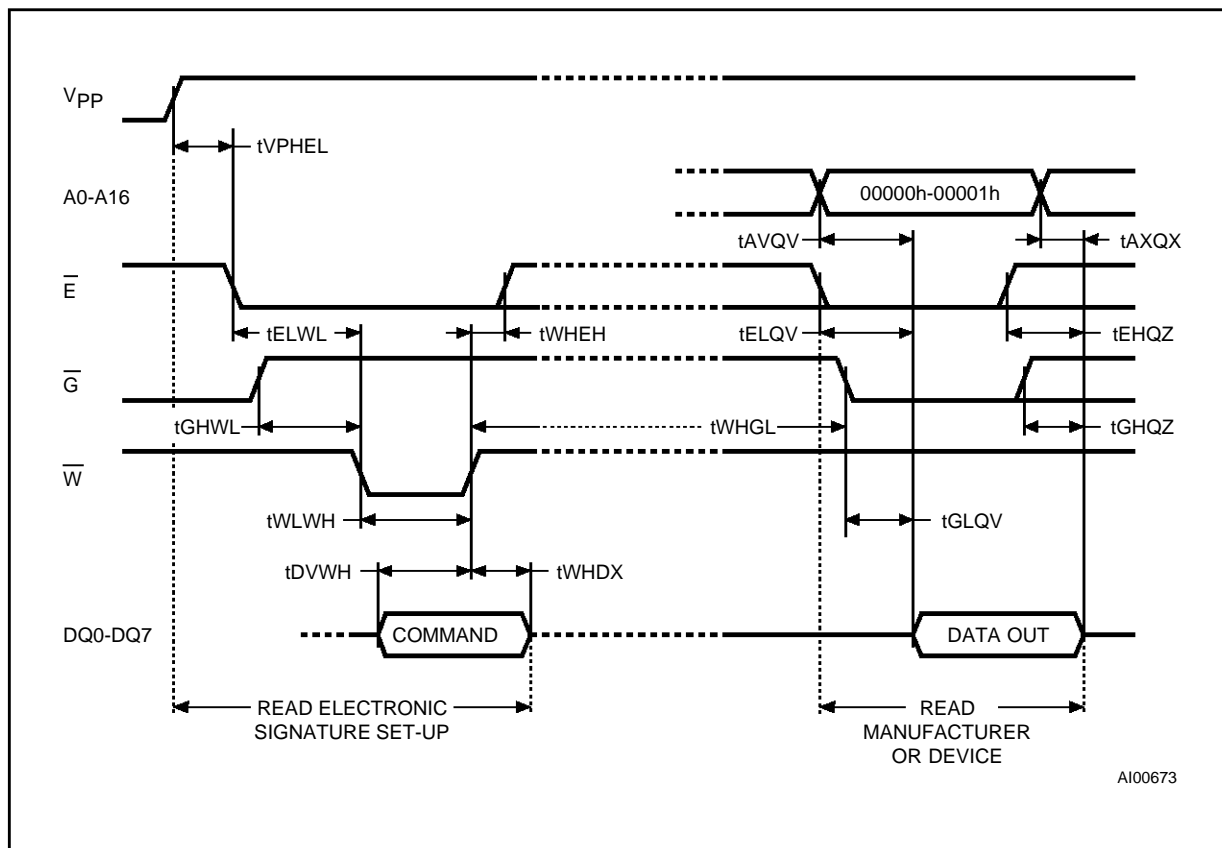 VPP
tVPHEL
A0-A16
00000h-00001h
tAVQV
tAXQX
E
tELWL
tWHEH
tELQV
tEHQZ
G
tGHWL
tWHGL
tGHQZ
W
tWLWH
tGLQV
tDVWH
tWHDX
DQ0-DQ7
COMMAND
DATA OUT
READ ELECTRONIC
SIGNATURE SET-UP
READ
MANUFACTURER
OR DEVICE
AI00673